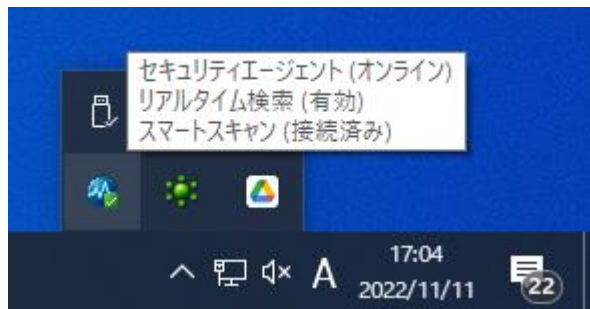 セキュリティエージェント (オンライン)
リアルタイム検索 (有効)
スマートスキャン (接続済み)
A
17:04
2022/11/11
22